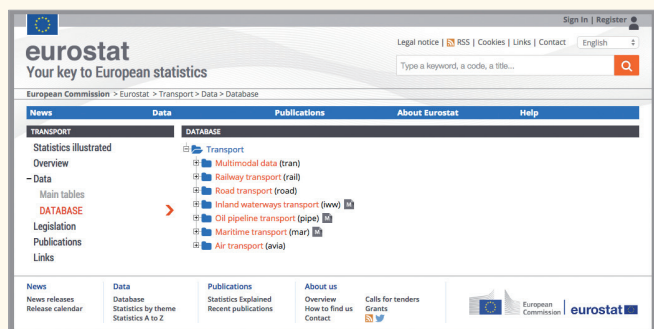 Sign In | Register
eurostat
Your key to European statistics
Legal notice | RSS | Cookies | Links | Contact English
Type a keyword, a code, a title...
European Commission > Eurostat > Transport > Data > Database
News Data Publications About Eurostat Help
TRANSPORT
Statistics illustrated
Overview
Data
Main tables
DATABASE
Legislation
Publications
Links
DATABASE
Transport
Multimodal data (tran)
Railway transport (rail)
Road transport (road)
Inland waterways transport (iww) M
Oil pipeline transport (pipe) M
Maritime transport (mar) M
Air transport (avia)
News
News releases
Release calendar
Data
Database
Statistics by theme
Statistics A to Z
Publications
Statistics Explained
Recent publications
About us
Overview
How to find us
Contact
Calls for tenders
Grants
European
Commission
eurostat